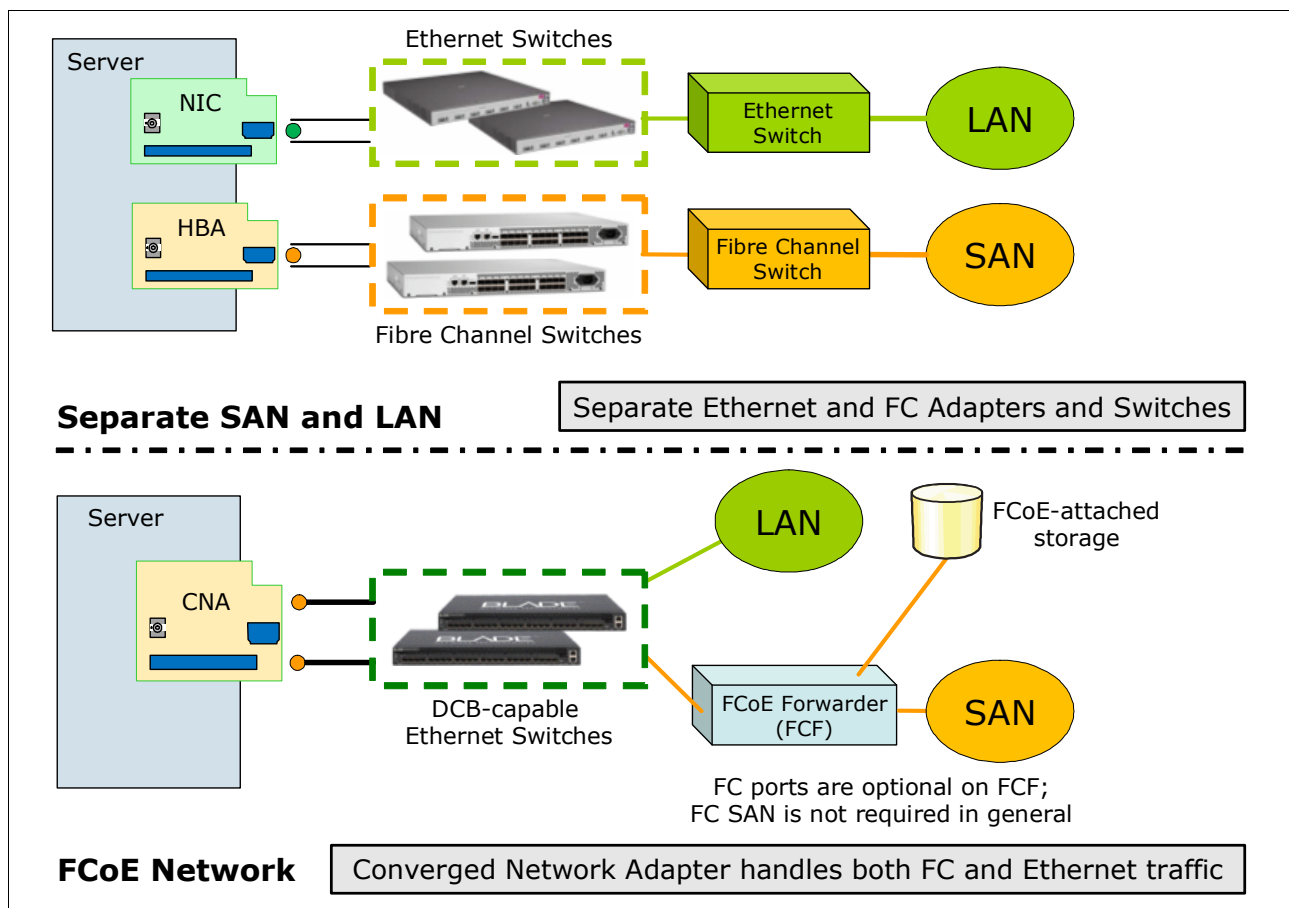 Ethernet Switches
Server
NIC
Ethernet
Switch
LAN
HBA
Fibre Channel
Switch
SAN
Fibre Channel Switches
Separate SAN and LAN
Separate Ethernet and FC Adapters and Switches
Server
CNA
BLADE
BLADE
DCB-capable
Ethernet Switches
LAN
FCoE-attached
storage
FCoE Forwarder
(FCF)
SAN
FC ports are optional on FCF;
FC SAN is not required in general
FCoE Network
Converged Network Adapter handles both FC and Ethernet traffic